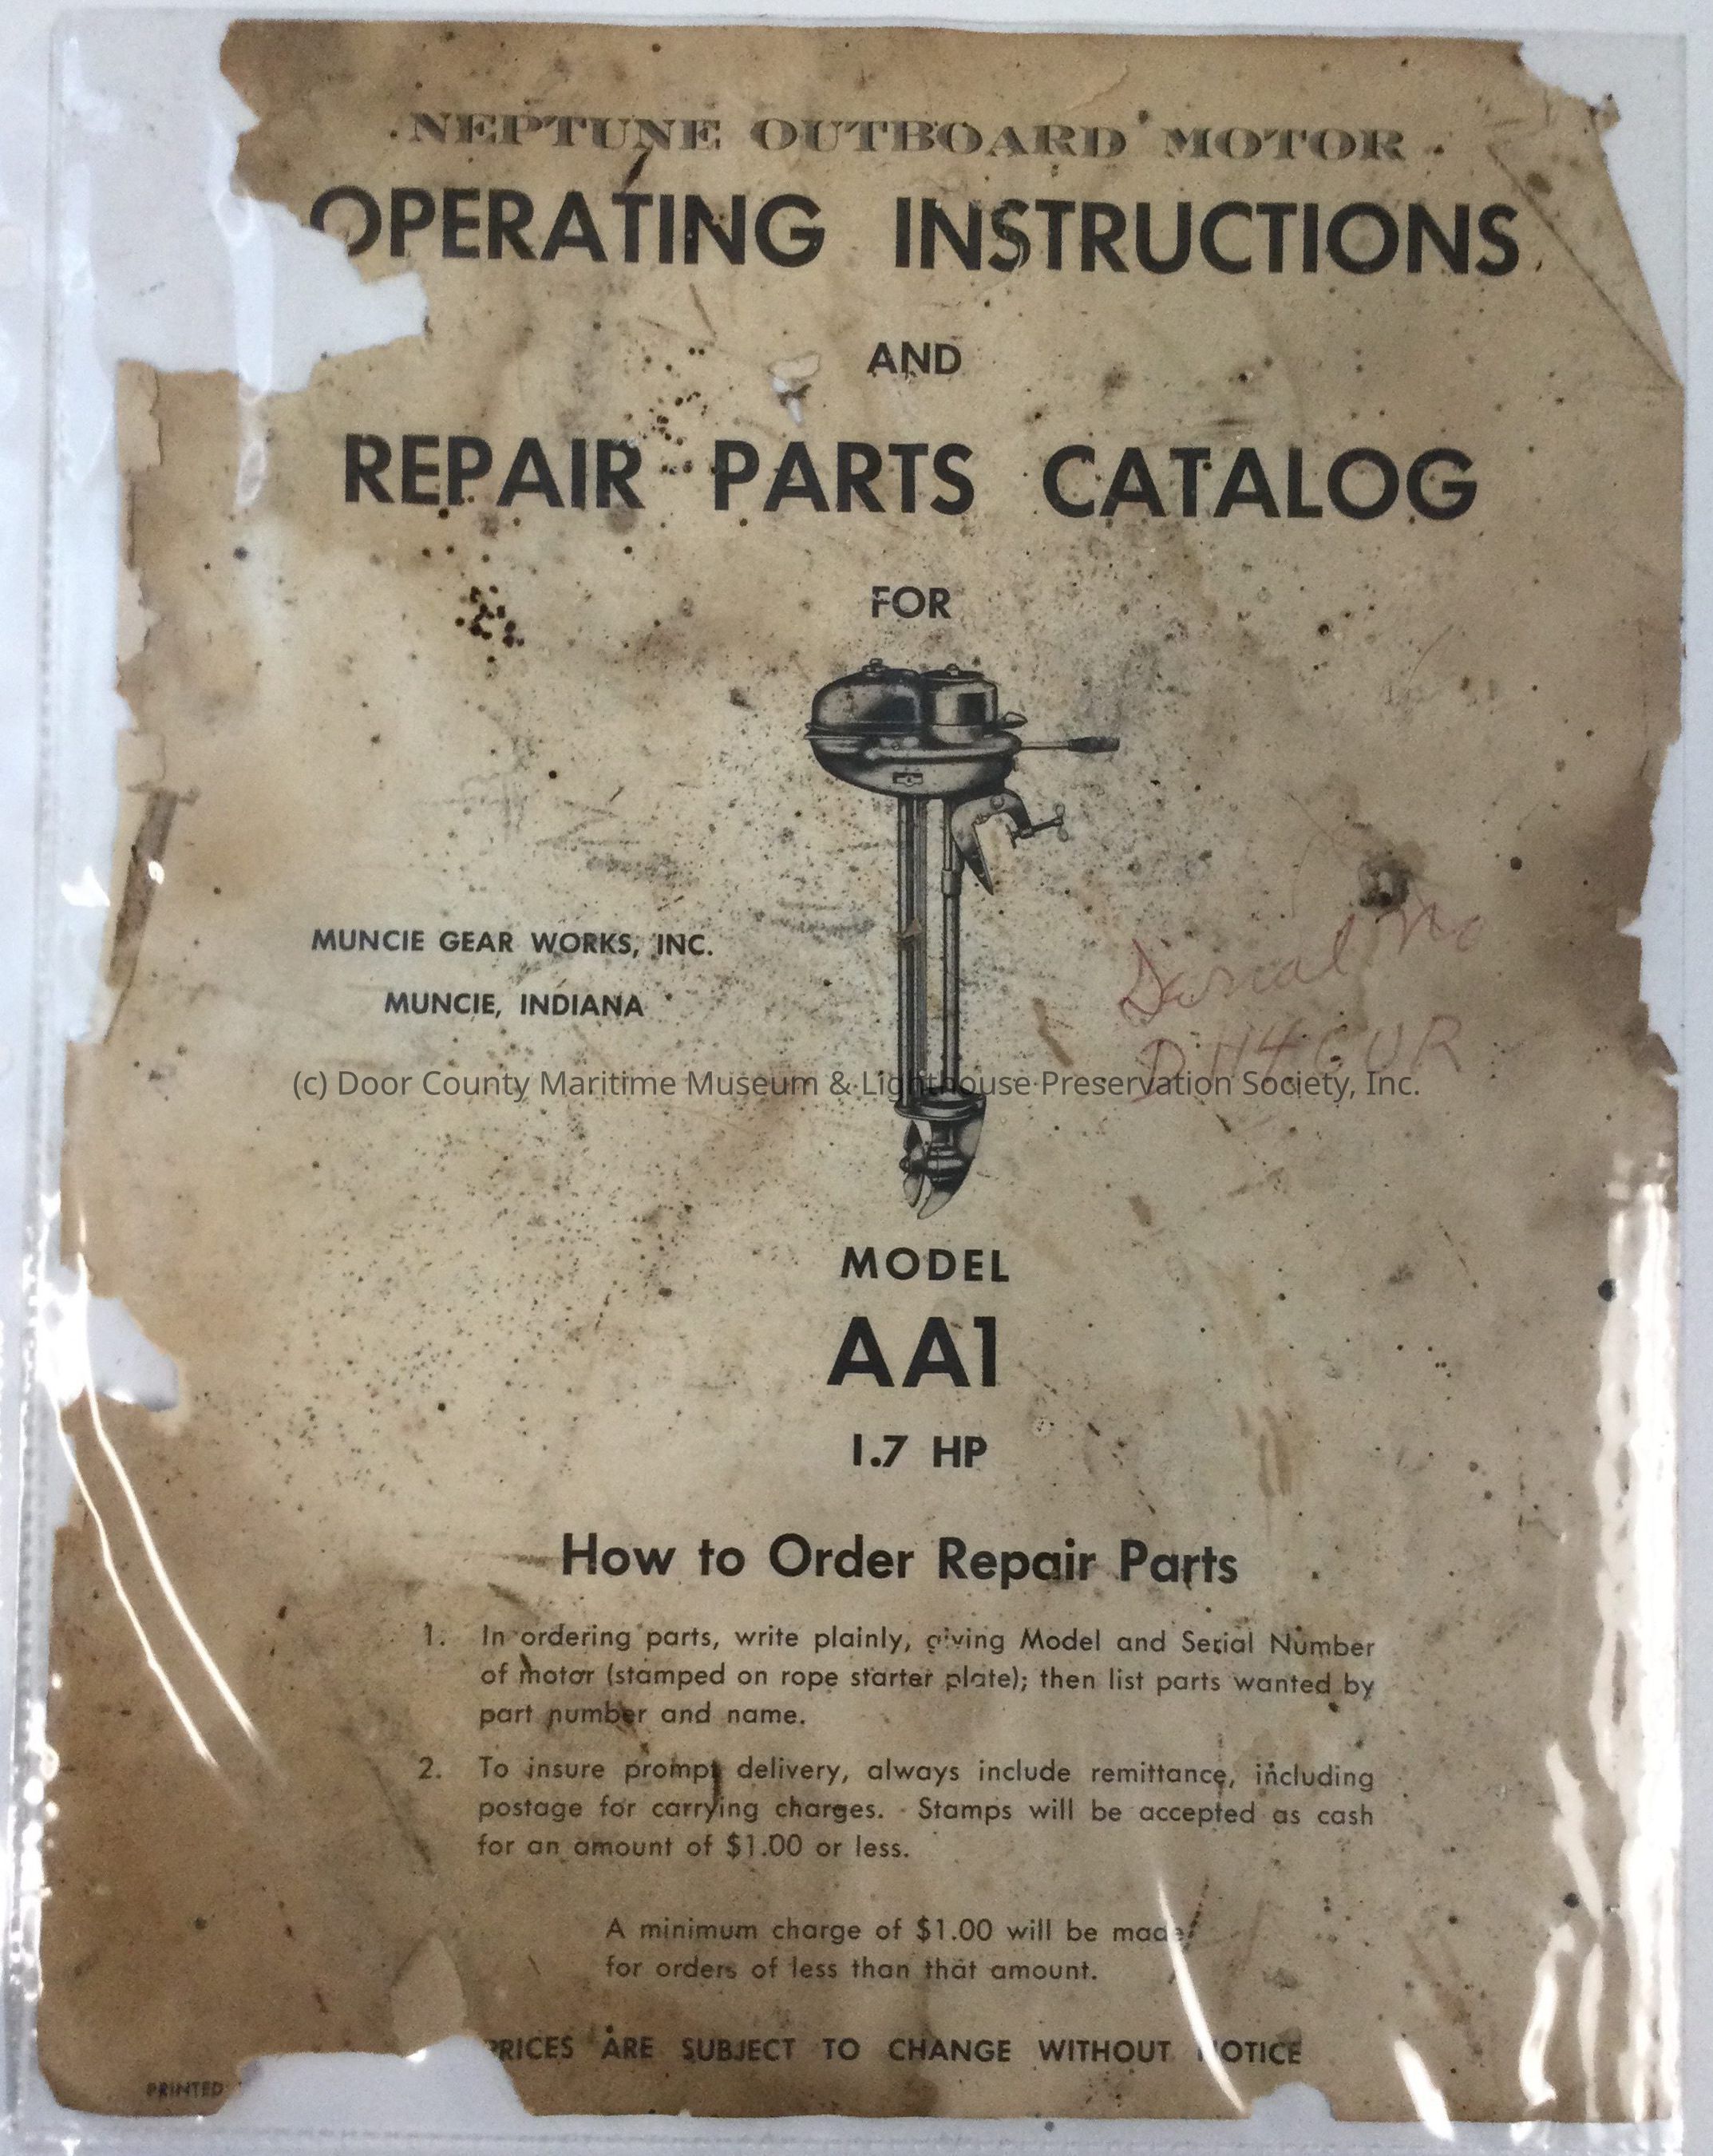 NEPTUNE OUTBOARD MOTOR
OPERATING INSTRUCTIONS
AND
REPAIR PARTS CATALOG
FOR
MUNCIE GEAR WORKS, INC.
MUNCIE, INDIANA
Serial No
(c) Door County Maritime Museum & Lighthouse Preservation Society, Inc.
MODEL
AA1
1.7 HP
How to Order Repair Parts
1. In ordering parts, write plainly, giving Model and Serial Number
of motor (stamped on rope starter plate); then list parts wanted by
part number and name.
2. To insure prompt delivery, always include remittance, including
postage for carrying charges. Stamps will be accepted as cash
for an amount of $1.00 or less.
A minimum charge of $1.00 will be made
for orders of less than that amount.
PRICES ARE SUBJECT TO CHANGE WITHOUT NOTICE
PRINTED